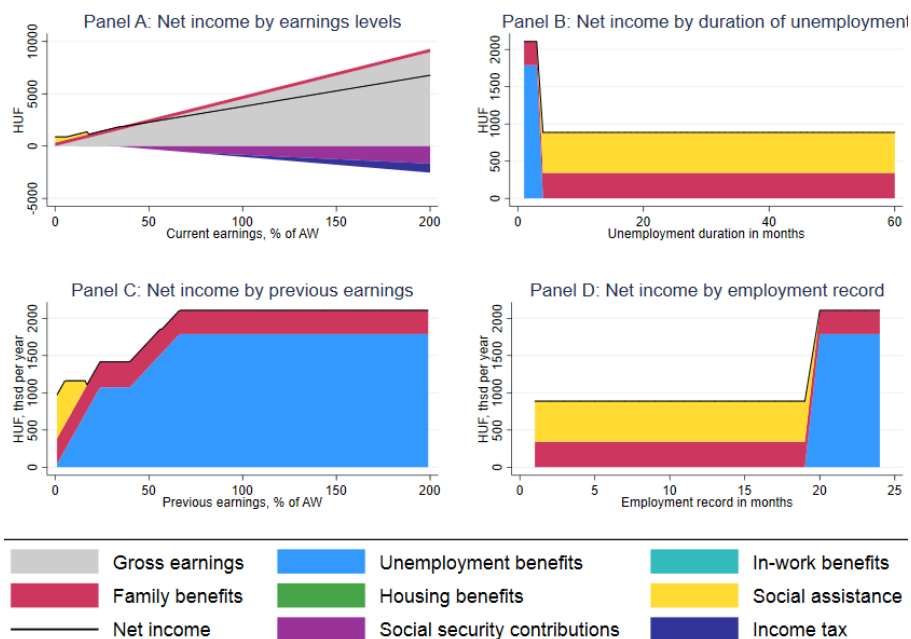 Panel A: Net income by earnings levels
HUF
10000
5000
0
-5000
0 50 100 150 200
Current earnings, % of AW
Panel B: Net income by duration of unemployment
HUF
2000
1500
1000
500
0
0 20 40 60
Unemployment duration in months
Panel C: Net income by previous earnings
HUF, thsd per year
2000
1500
1000
500
0
0 50 100 150 200
Previous earnings, % of AW
Panel D: Net income by employment record
HUF, thsd per year
2000
1500
1000
500
0
0 5 10 15 20 25
Employment record in months
Gross earnings Unemployment benefits In-work benefits
Family benefits Housing benefits Social assistance
Net income Social security contributions Income tax